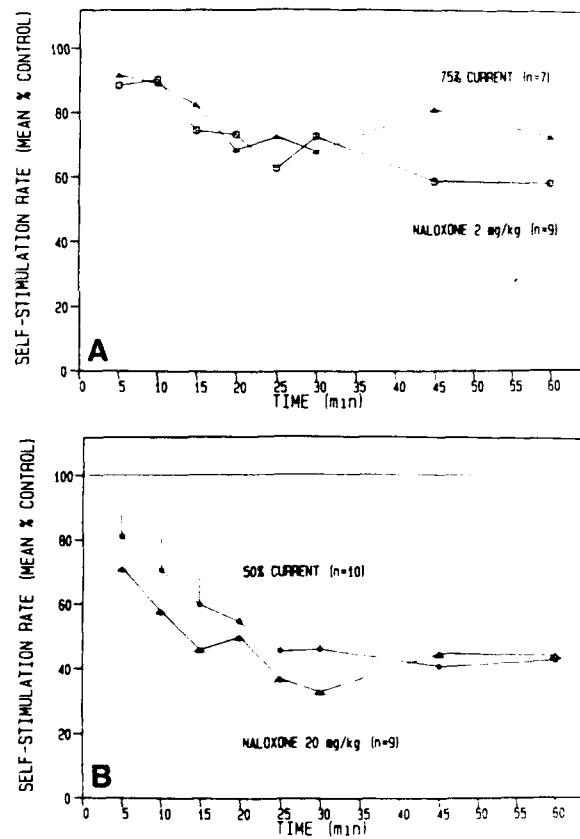 SELF-STIMULATION RATE (MEAN % CONTROL)
100
80
60
40
20
0
75% CURRENT (n=7)
NALOXONE 2 mg/kg (n=9)
A
0 5 10 15 20 25 30 35 40 45 50 55 60
TIME (min)
SELF-STIMULATION RATE (MEAN % CONTROL)
100
80
60
40
20
0
50% CURRENT (n=10)
NALOXONE 20 mg/kg (n=9)
B
0 5 10 15 20 25 30 35 40 45 50 55 60
TIME (min)